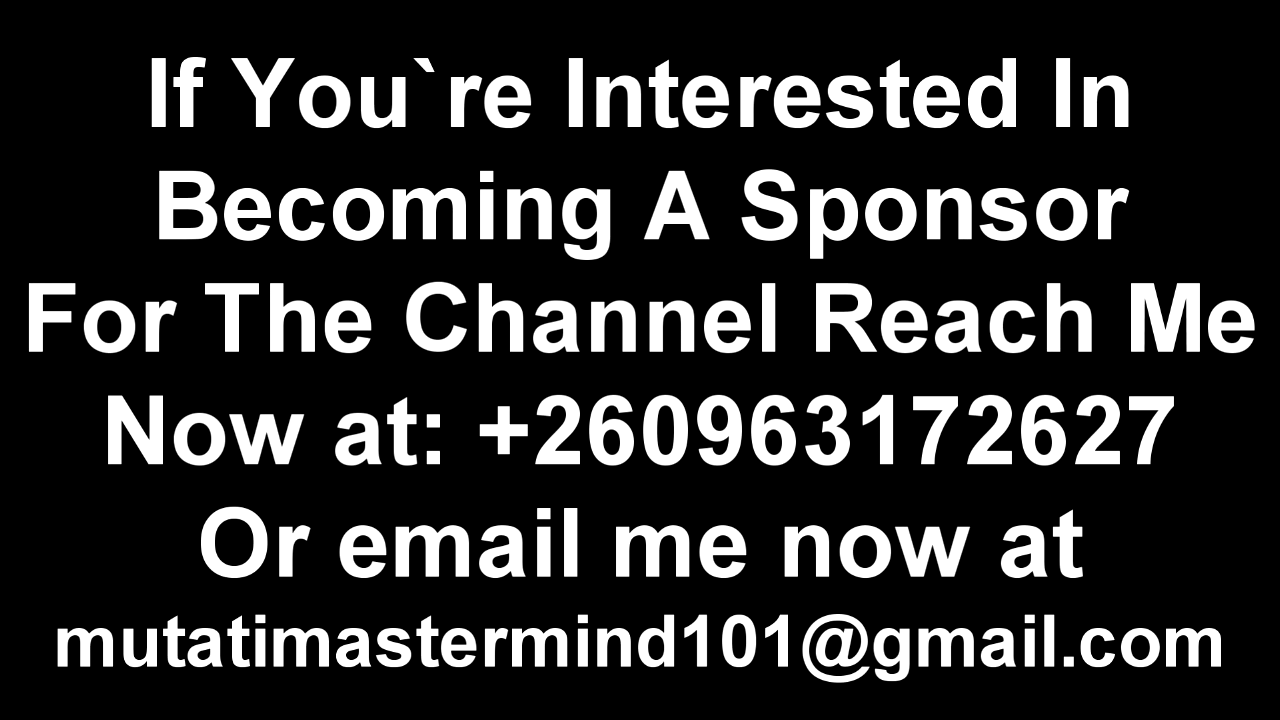 If You`re Interested In
Becoming A Sponsor
For The Channel Reach Me
Now at: +260963172627
Or email me now at
mutatimastermind101@gmail.com